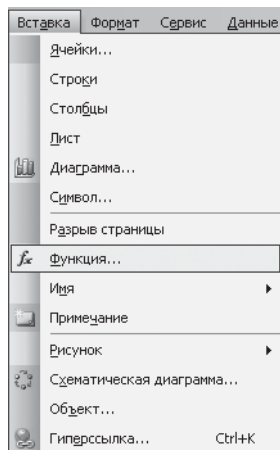 Вставка Формат Сервис Данные
Ячейки...
Строки
Столбцы
Лист
Диаграмма...
Символ...
Разрыв страницы
fx Функция...
Имя
Примечание
Рисунок
Схематическая диаграмма...
Объект...
Гиперссылка... Ctrl+K